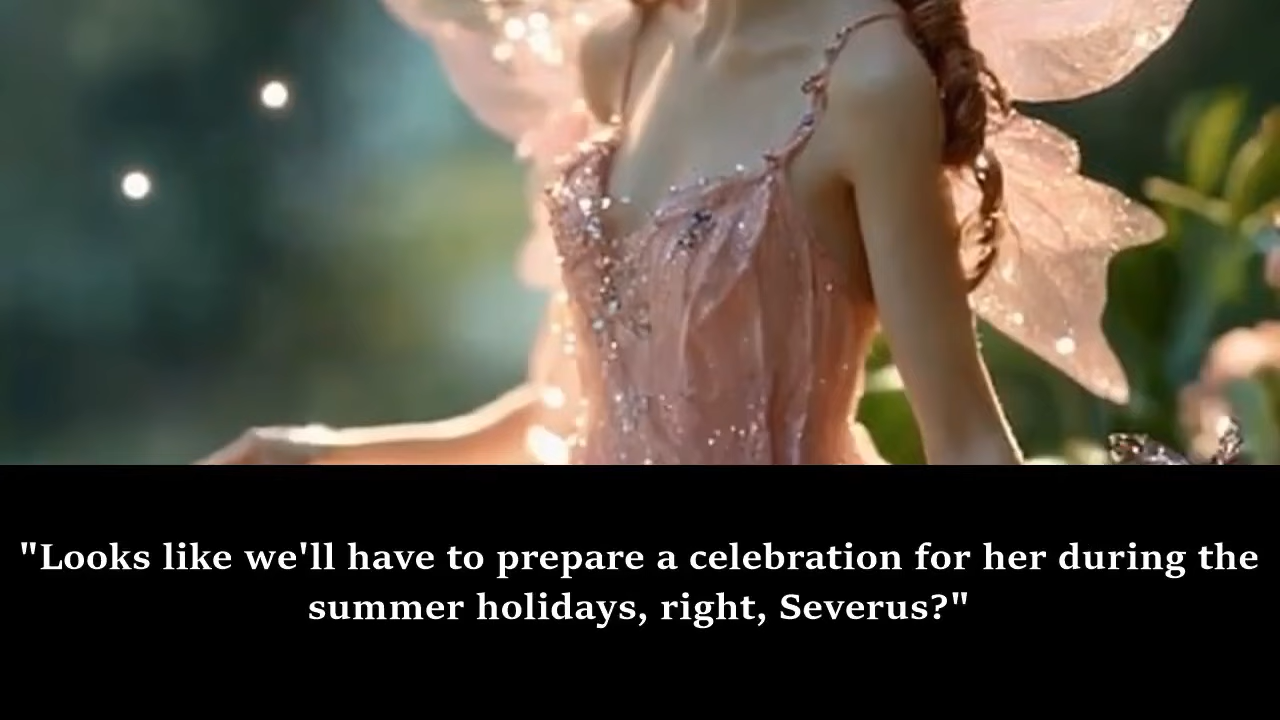 "Looks like we'll have to prepare a celebration for her during the
summer holidays, right, Severus?"